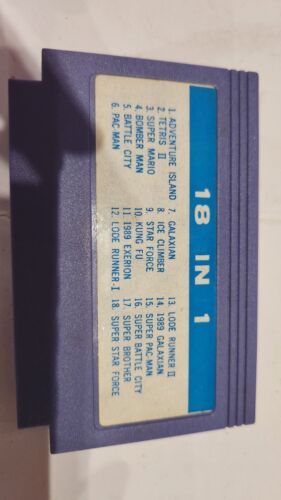 18 IN 1
1. ADVENTURE ISLAND
2. TETRIS II
3. SUPER MARIO
4. BOMBER MAN
5. BATTLE CITY
6. PAC-MAN
7. GALAXIAN
8. ICE CLIMBER
9. STAR FORCE
10. KUNG FU
11. 1989 EXERION
12. LODE RUNNER-I
13. LODE RUNNER II
14. 1989 GALAXIAN
15. SUPER PAC-MAN
16. SUPER BATTLE CITY
17. SUPER BROTHER
18. SUPER STAR FORCE